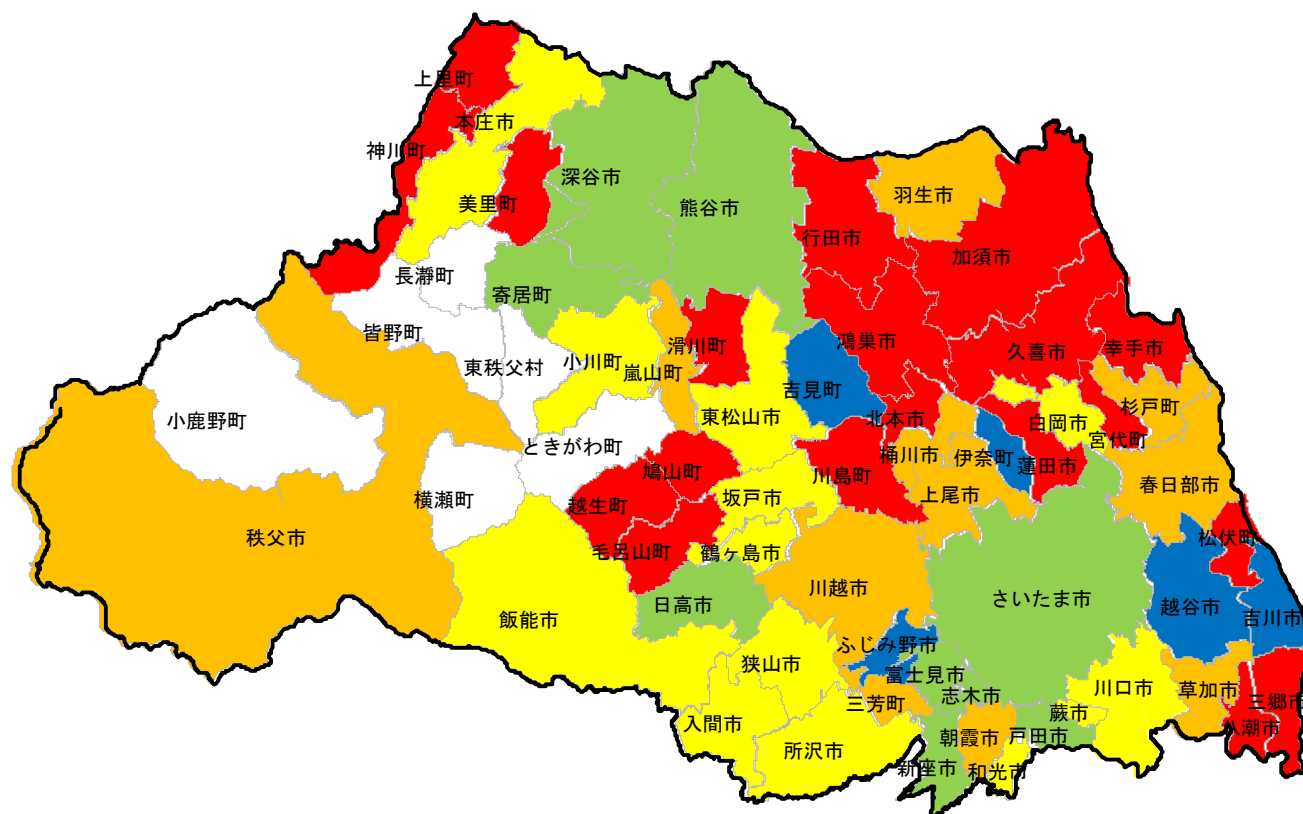 上里町
本庄市
神川町
美里町
深谷市
熊谷市
羽生市
行田市
加須市
長瀞町
寄居町
皆野町
東秩父村
小川町
嵐山町
滑川町
鴻巣市
久喜市
幸手市
吉見町
東松山市
北本市
白岡市
杉戸町
宮代町
小鹿野町
ときがわ町
桶川市
伊奈町
蓮田市
鳩山町
川島町
上尾市
春日部市
横瀬町
越生町
坂戸市
秩父市
毛呂山町
鶴ヶ島市
松伏町
川越市
さいたま市
日高市
越谷市
吉川市
飯能市
ふじみ野市
狭山市
富士見市
志木市
三芳町
川口市
草加市
三郷市
入間市
蕨市
八潮市
所沢市
朝霞市
戸田市
新座市
和光市